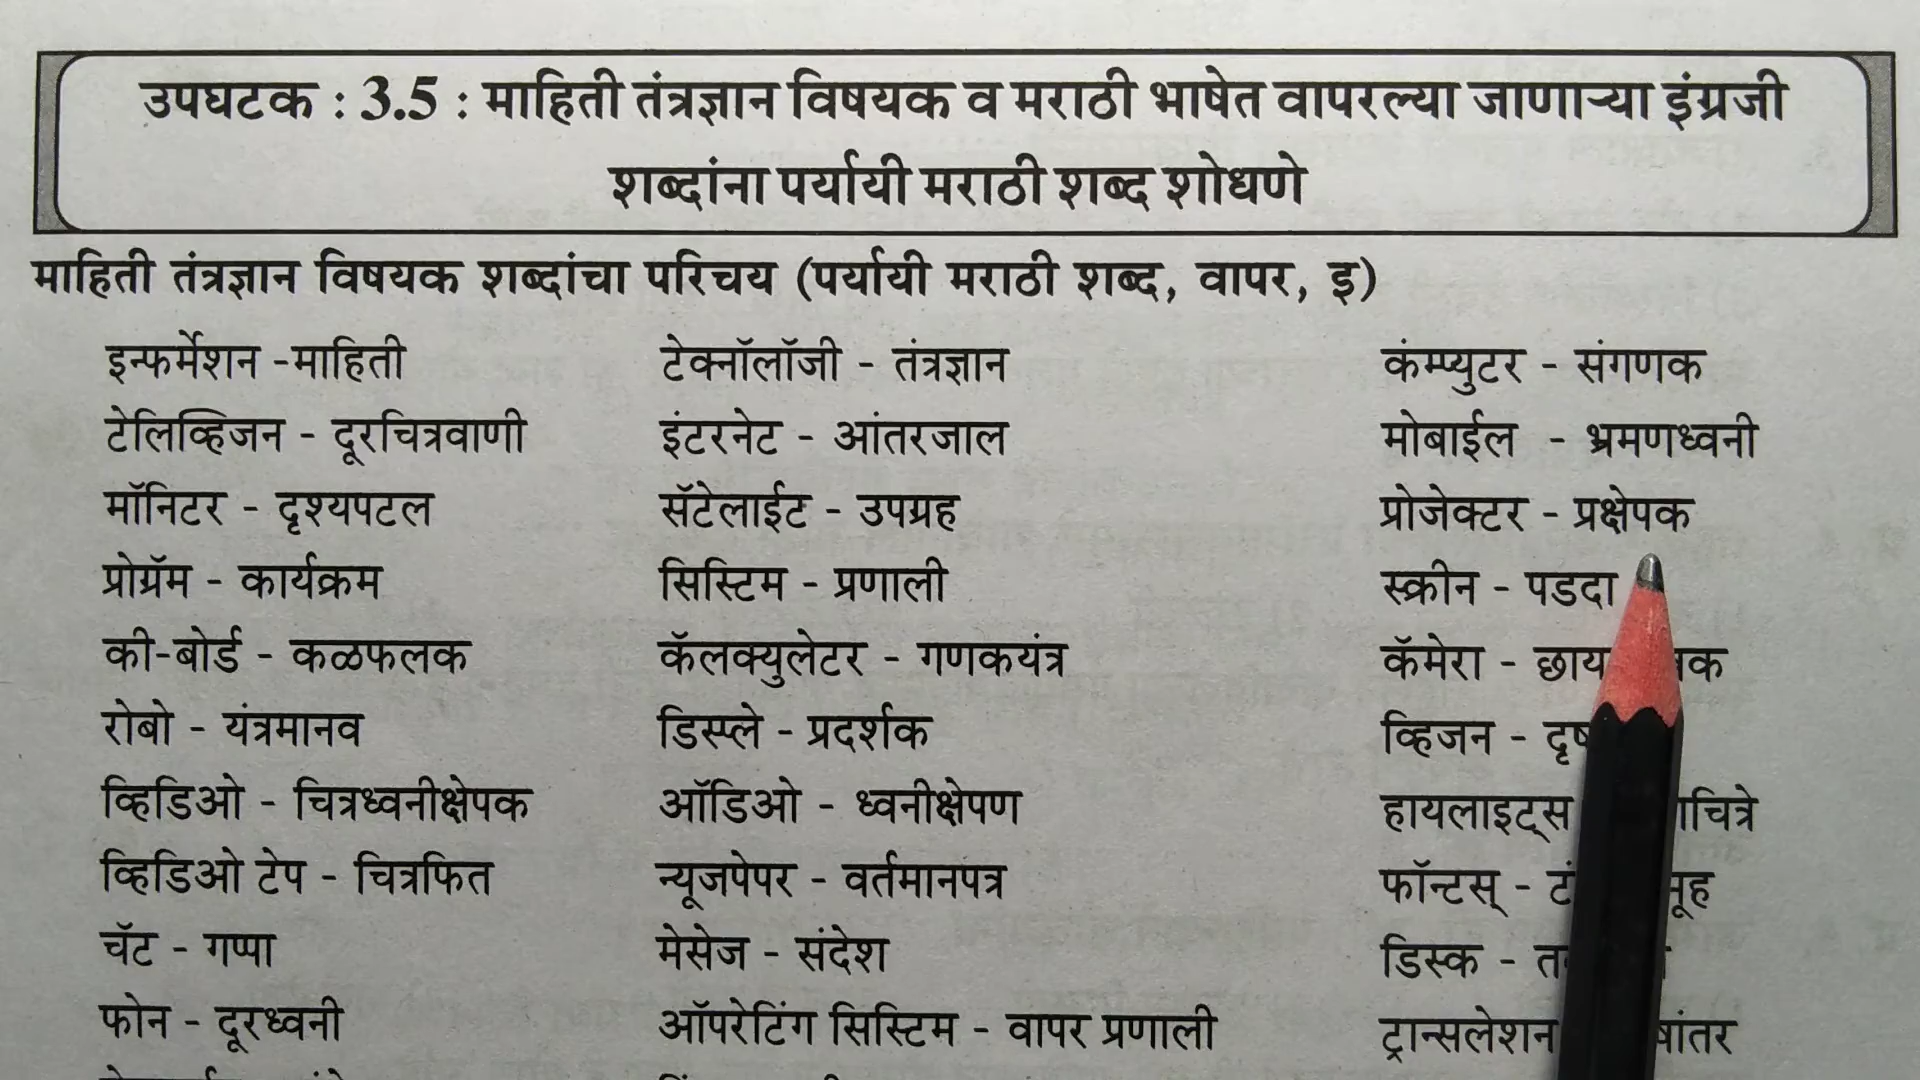 उपघटक : 3.5 : माहिती तंत्रज्ञान विषयक व मराठी भाषेत वापरल्या जाणाऱ्या इंग्रजी
शब्दांना पर्यायी मराठी शब्द शोधणे
माहिती तंत्रज्ञान विषयक शब्दांचा परिचय (पर्यायी मराठी शब्द, वापर, इ)
इन्फर्मेशन -माहिती टेक्नॉलॉजी - तंत्रज्ञान कंम्प्युटर - संगणक
टेलिव्हिजन - दूरचित्रवाणी इंटरनेट - आंतरजाल मोबाईल - भ्रमणध्वनी
मॉनिटर - दृश्यपटल सॅटेलाईट - उपग्रह प्रोजेक्टर - प्रक्षेपक
प्रोग्रॅम - कार्यक्रम सिस्टिम - प्रणाली स्क्रीन - पडदा
की-बोर्ड - कळफलक कॅलक्युलेटर - गणकयंत्र कॅमेरा -
रोबो - यंत्रमानव डिस्प्ले - प्रदर्शक व्हिजन -
व्हिडिओ - चित्रध्वनीक्षेपक ऑडिओ - ध्वनीक्षेपण हायलाइट्स
व्हिडिओ टेप - चित्रफित न्यूजपेपर - वर्तमानपत्र फॉन्टस् -
चॅट - गप्पा मेसेज - संदेश डिस्क -
फोन - दूरध्वनी ऑपरेटिंग सिस्टिम - वापर प्रणाली ट्रान्सलेशन